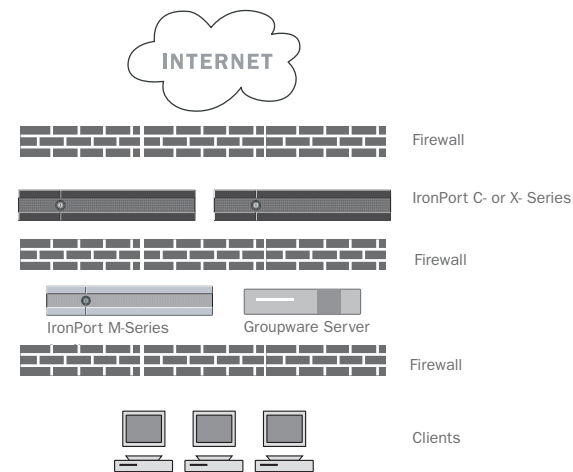 INTERNET
Firewall
IronPort C- or X- Series
Firewall
IronPort M-Series
Groupware Server
Firewall
Clients